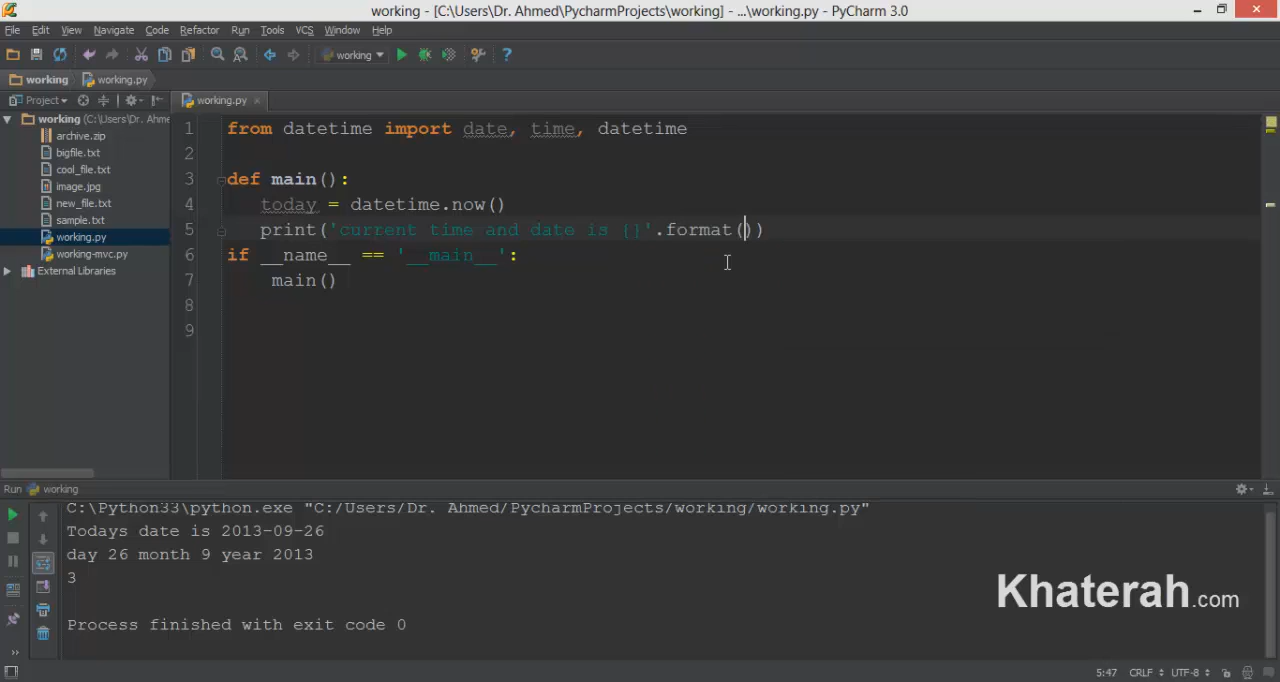 working - [C:\Users\Dr. Ahmed\PycharmProjects\working] - ...\working.py - PyCharm 3.0
File Edit View Navigate Code Refactor Run Tools VCS Window Help
working
working working.py
Project working.py
working (C:\Users\Dr. Ahme
archive.zip
bigfile.txt
cool_file.txt
image.jpg
new_file.txt
sample.txt
working.py
working-mvc.py
External Libraries
1 from datetime import date, time, datetime
2
3 def main():
4 today = datetime.now()
5 print('current time and date is {}'.format())
6 if __name__ == '__main__':
7 main()
8
9
Run working
C:\Python33\python.exe "C:/Users/Dr. Ahmed/PycharmProjects/working/working.py"
Todays date is 2013-09-26
day 26 month 9 year 2013
3
Process finished with exit code 0
Khaterah.com
5:47 CRLF UTF-8